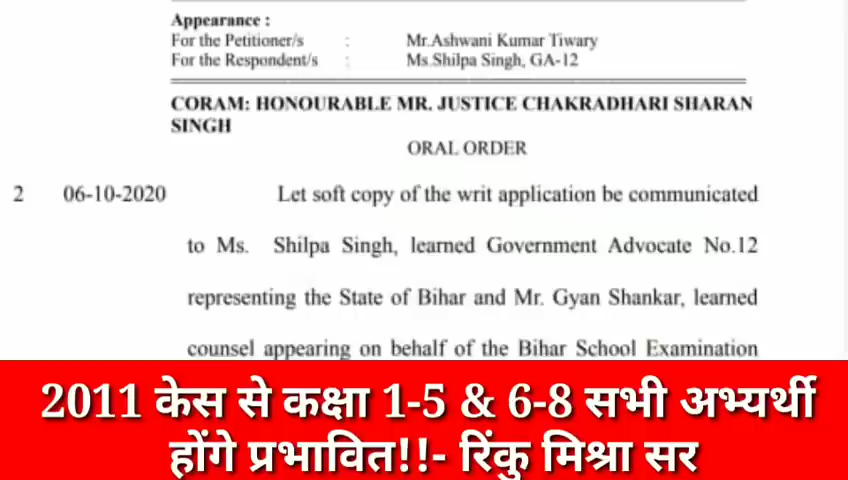 Appearance :
For the Petitioner/s : Mr.Ashwani Kumar Tiwary
For the Respondent/s : Ms.Shilpa Singh, GA-12
CORAM: HONOURABLE MR. JUSTICE CHAKRADHARI SHARAN
SINGH
ORAL ORDER
2 06-10-2020 Let soft copy of the writ application be communicated
to Ms. Shilpa Singh, learned Government Advocate No.12
representing the State of Bihar and Mr. Gyan Shankar, learned
counsel appearing on behalf of the Bihar School Examination
2011 केस से कक्षा 1-5 & 6-8 सभी अभ्यर्थी
होंगे प्रभावित!!- रिंकु मिश्रा सर